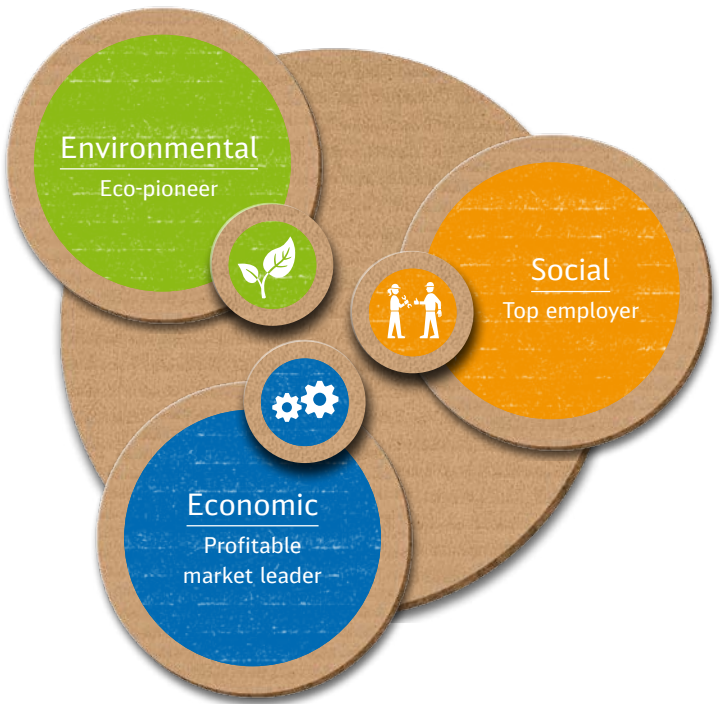 Environmental
Eco-pioneer
Social
Top employer
Economic
Profitable
market leader